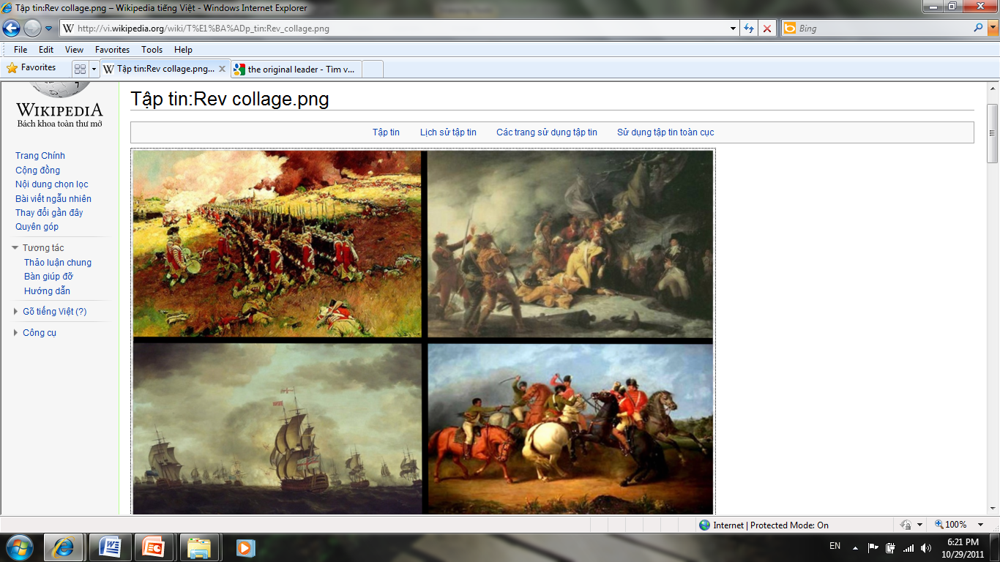 Tập tin:Rev collage.png – Wikipedia tiếng Việt - Windows Internet Explorer
http://vi.wikipedia.org/wiki/T%E1%BA%ADp_tin:Rev_collage.png
Bing
File Edit View Favorites Tools Help
Favorites
Tập tin:Rev collage.png...
the original leader - Tìm v...
WIKIPEDIA
Bách khoa toàn thư mở
Tập tin:Rev collage.png
Tập tin Lịch sử tập tin Các trang sử dụng tập tin Sử dụng tập tin toàn cục
Trang Chính
Cộng đồng
Nội dung chọn lọc
Bài viết ngẫu nhiên
Thay đổi gần đây
Quyên góp
Tương tác
Thảo luận chung
Bàn giúp đỡ
Hướng dẫn
Gõ tiếng Việt (?)
Công cụ
Internet | Protected Mode: On
100%
EN
6:21 PM
10/29/2011